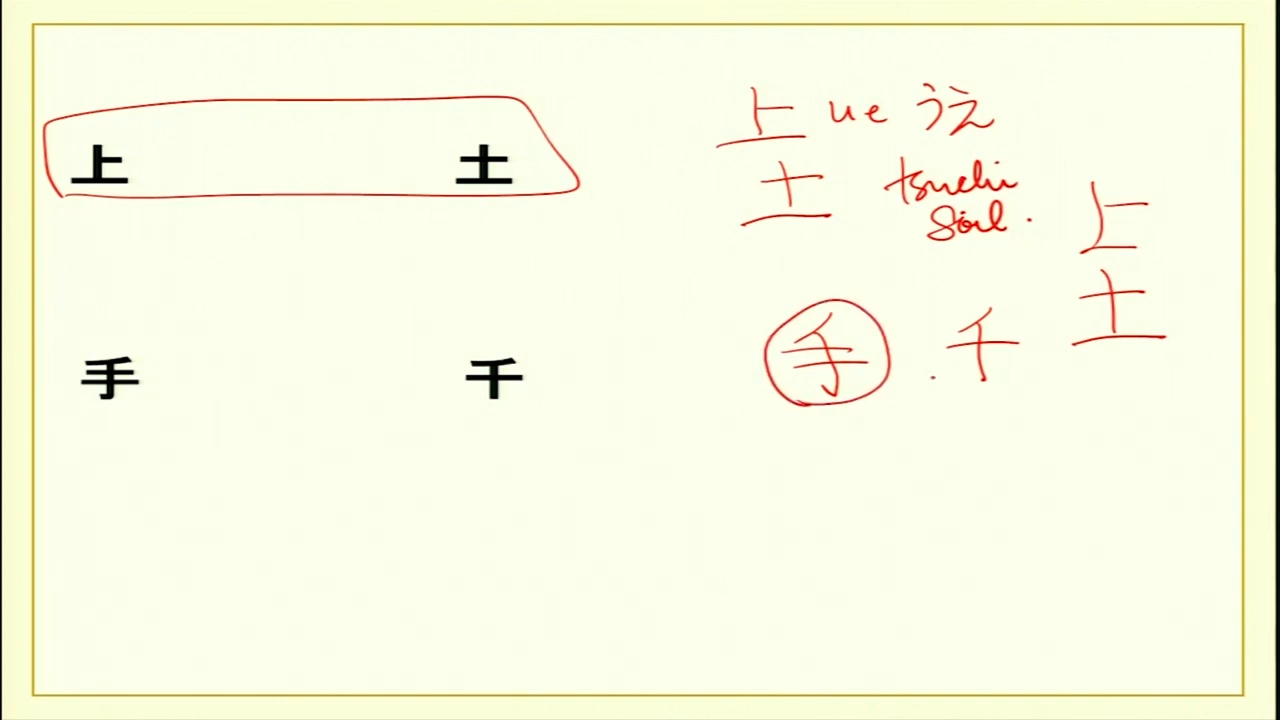 上 土
手 千
上 ue うえ
土 tsuchi
soil.
上
土
手 千